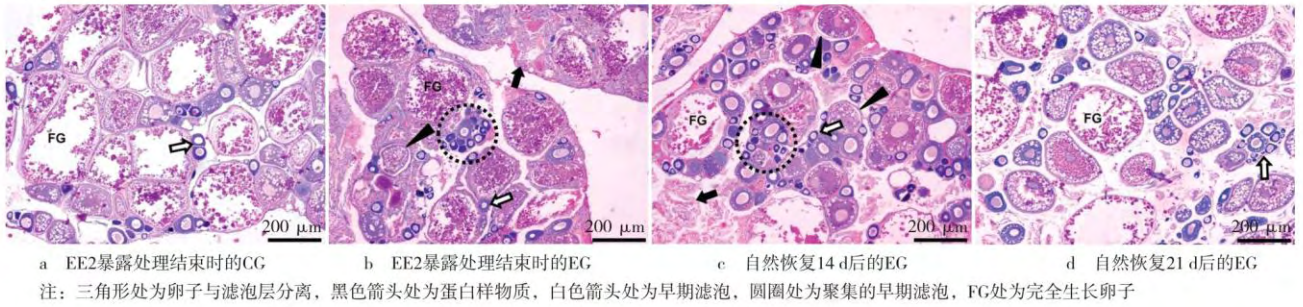 FG
FG
200 μm
FG
200 μm
FG
200 μm
FG
200 μm
a EE2暴露处理结束时的CG
b EE2暴露处理结束时的EG
c 自然恢复14 d后的EG
d 自然恢复21 d后的EG
注：三角形处为卵子与滤泡层分离，黑色箭头处为蛋白样物质，白色箭头处为早期滤泡，圆圈处为聚集的早期滤泡，FG处为完全生长卵子